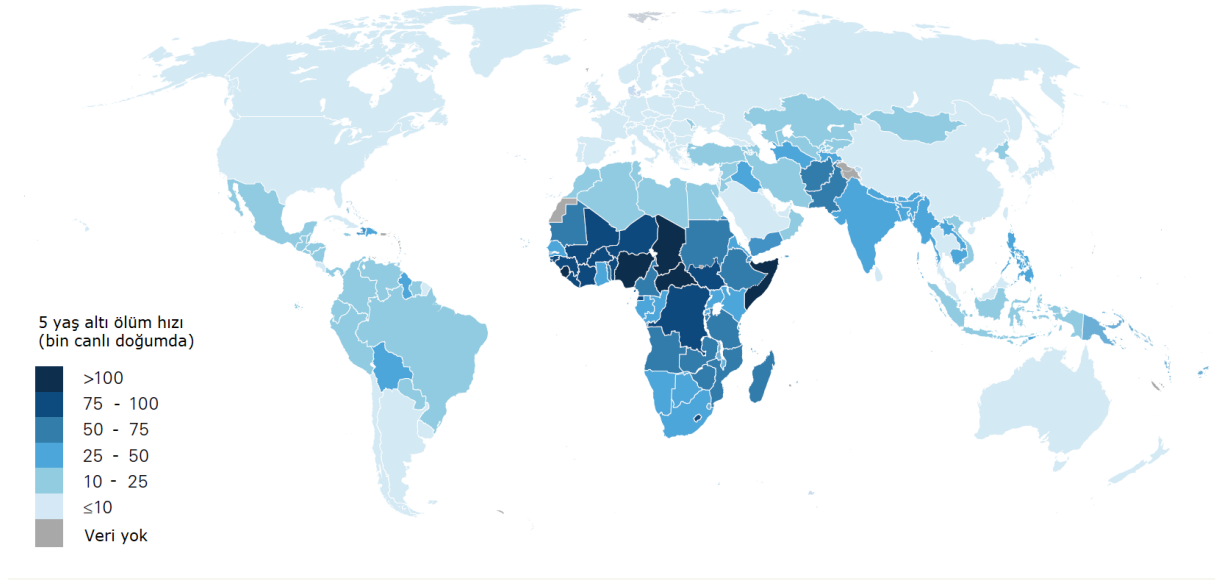 5 yaş altı ölüm hızı
(bin canlı doğumda)
>100
75 - 100
50 - 75
25 - 50
10 - 25
≤10
Veri yok